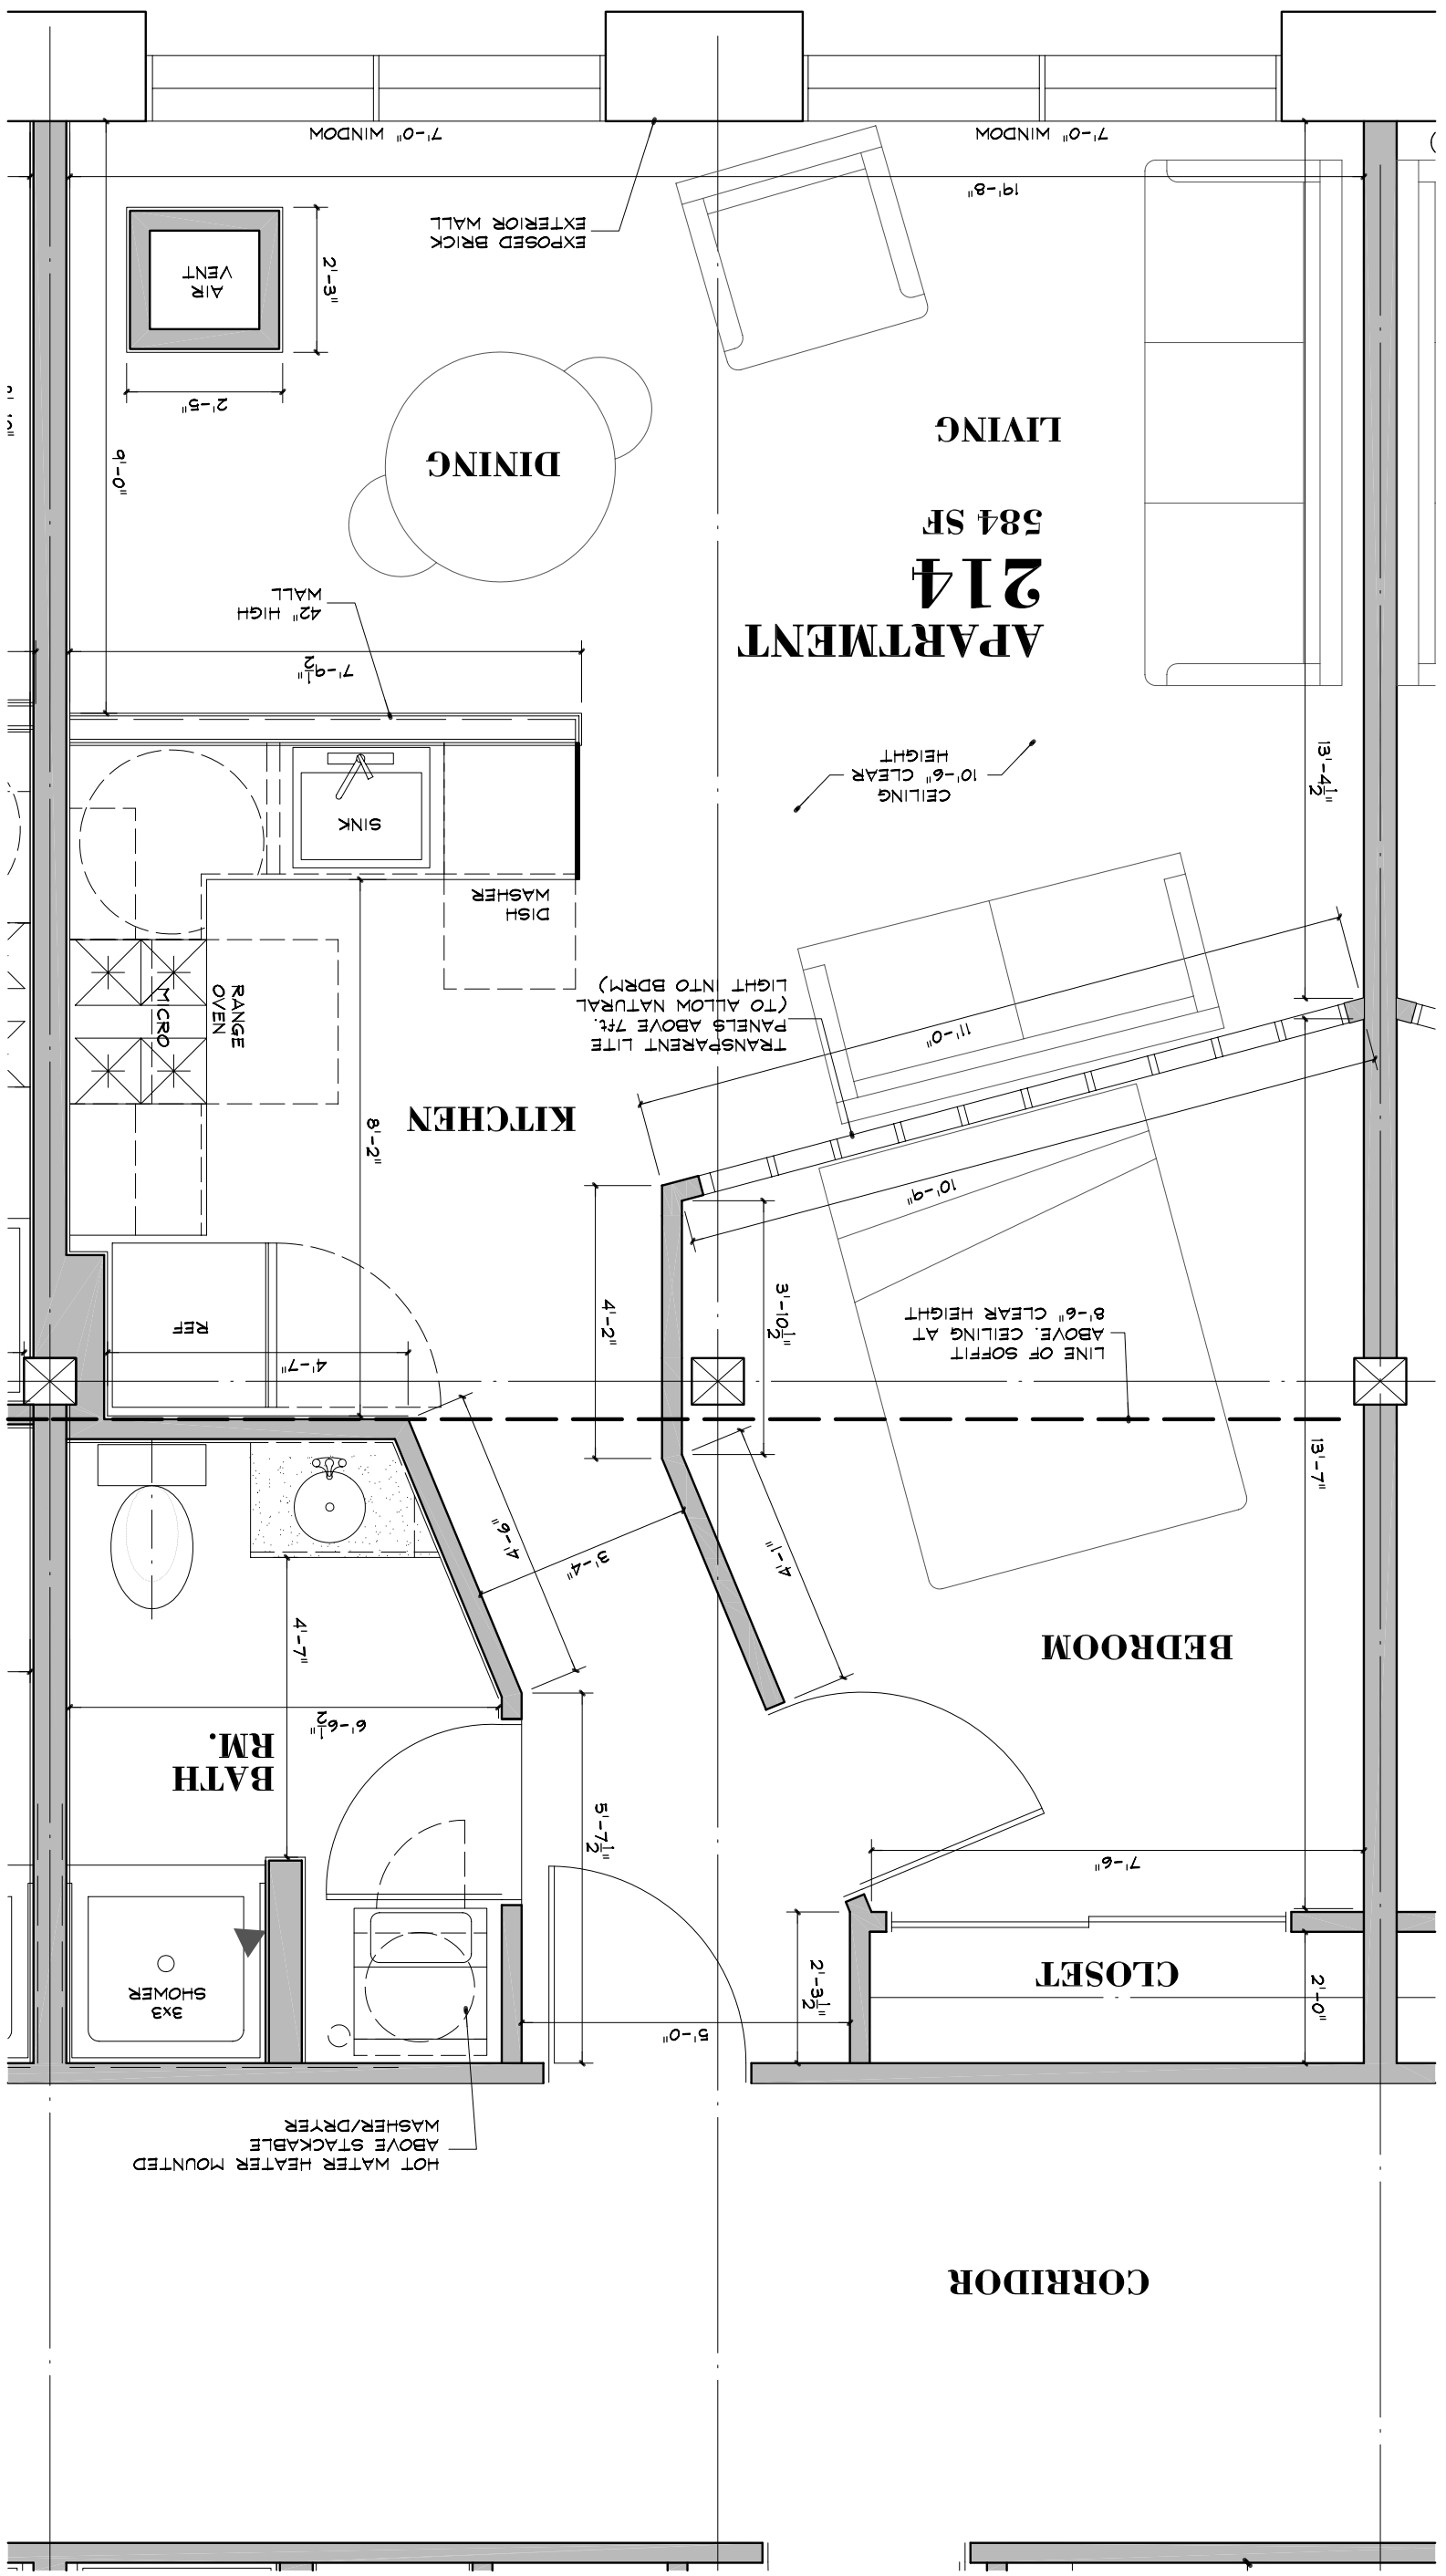 CORRIDOR
HOT WATER HEATER MOUNTED
ABOVE STACKABLE
WASHER/DRYER
5'-0"
2'-0"
CLOSET
2'-3½"
3x3
SHOWER
7'-6"
5'-7½"
BATH
RM.
6'-6½"
BEDROOM
4'-7"
4'-1"
3'-4"
4'-6"
13'-7"
LINE OF SOFFIT
ABOVE. CEILING AT
8'-6" CLEAR HEIGHT
4'-7"
REF
3'-10½"
4'-2"
10'-9"
8'-2"
KITCHEN
11'-0"
TRANSPARENT LITE
PANELS ABOVE 7ft.
(TO ALLOW NATURAL
LIGHT INTO BDRM)
RANGE
OVEN
MICRO
DISH
WASHER
SINK
CEILING
10'-6" CLEAR
HEIGHT
13'-4½"
7'-9½"
42" HIGH
WALL
APARTMENT
214
584 SF
LIVING
DINING
9'-0"
2'-5"
AIR
VENT
2'-3"
EXPOSED BRICK
EXTERIOR WALL
19'-8"
7'-0" WINDOW
7'-0" WINDOW